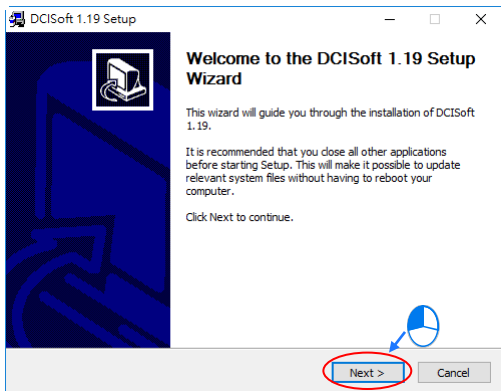 DCISoft 1.19 Setup
Welcome to the DCISoft 1.19 Setup
Wizard
This wizard will guide you through the installation of DCISoft
1.19.
It is recommended that you close all other applications
before starting Setup. This will make it possible to update
relevant system files without having to reboot your
computer.
Click Next to continue.
Next >
Cancel